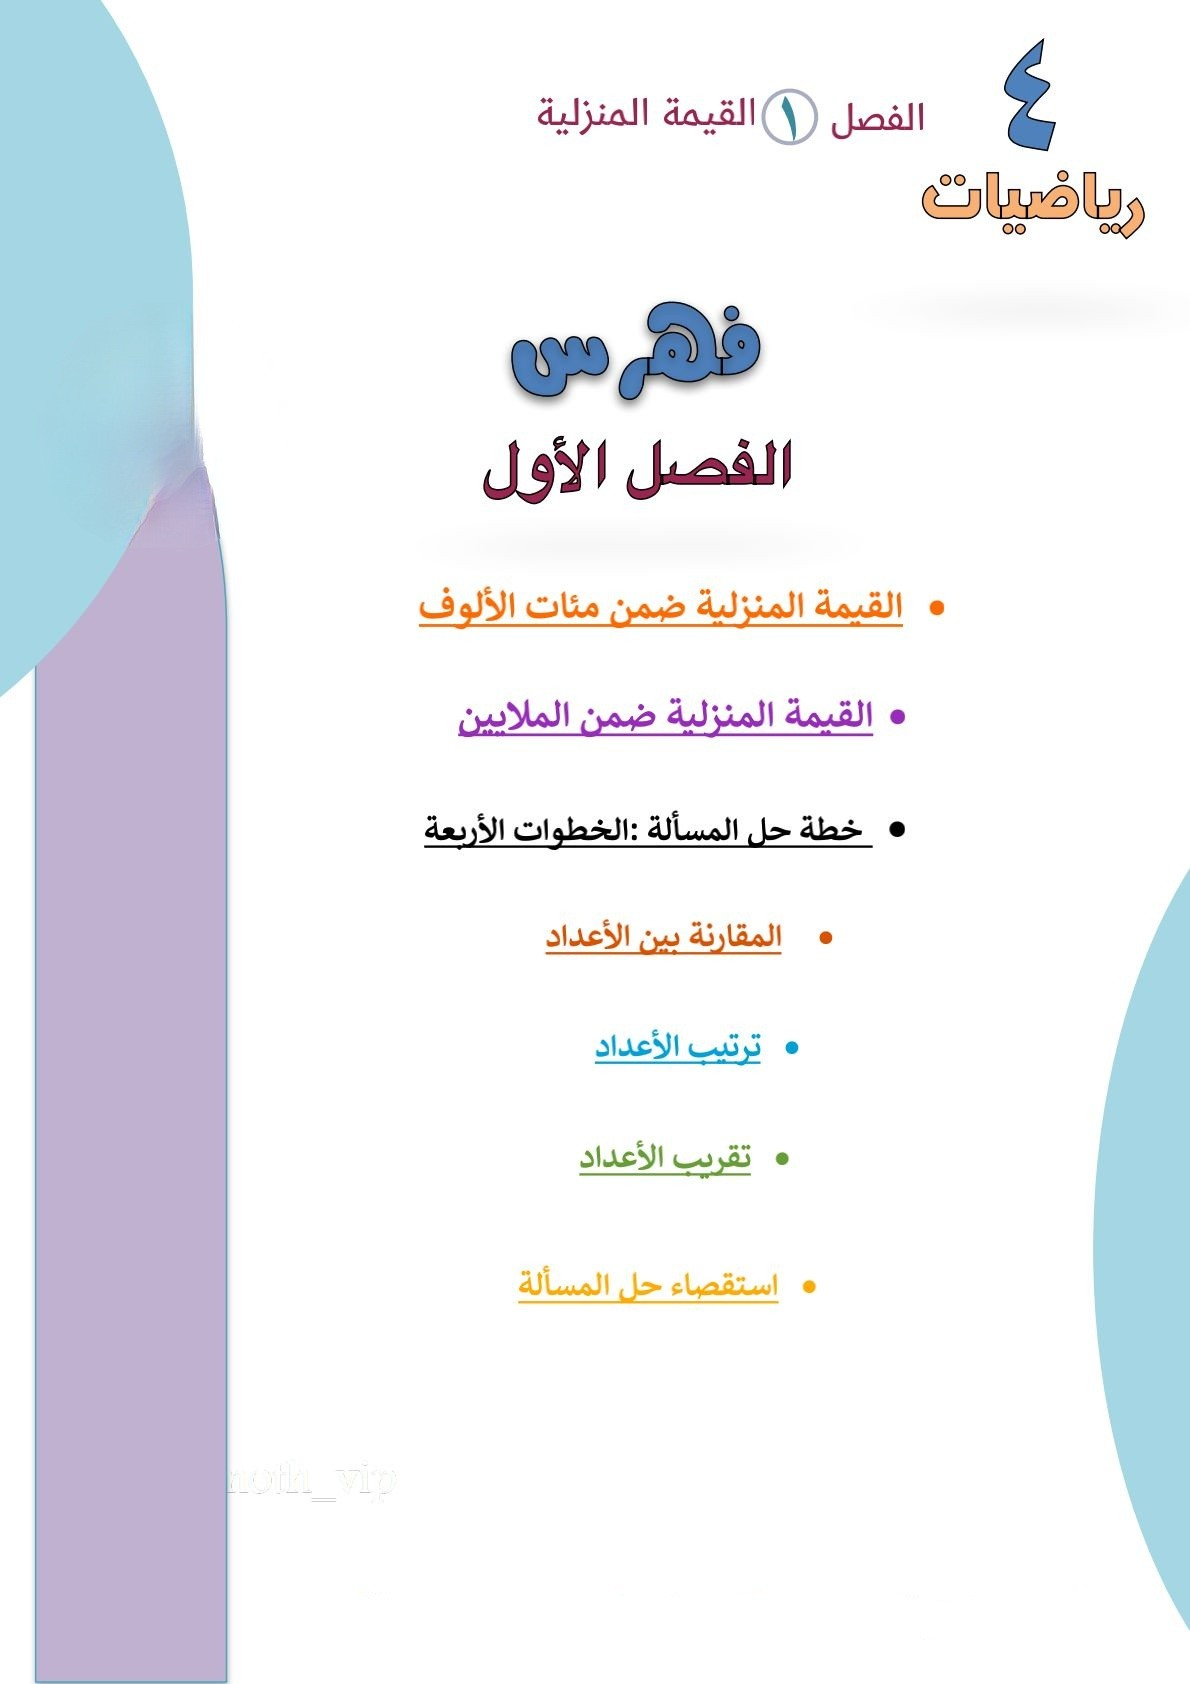 ٤
الفصل ١ القيمة المنزلية
رياضيات
فهرس
الفصل الأول
• القيمة المنزلية ضمن مئات الألوف
• القيمة المنزلية ضمن الملايين
• خطة حل المسألة :الخطوات الأربعة
• المقارنة بين الأعداد
• ترتيب الأعداد
• تقريب الأعداد
• استقصاء حل المسألة